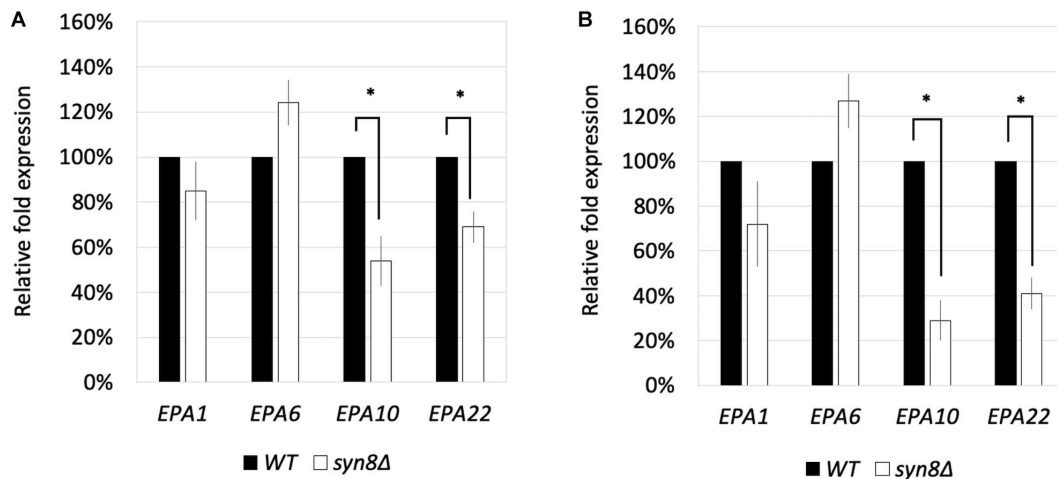 A
Relative fold expression
160%
140%
120%
100%
80%
60%
40%
20%
0%
* *
EPA1 EPA6 EPA10 EPA22
WT syn8Δ
B
Relative fold expression
160%
140%
120%
100%
80%
60%
40%
20%
0%
* *
EPA1 EPA6 EPA10 EPA22
WT syn8Δ